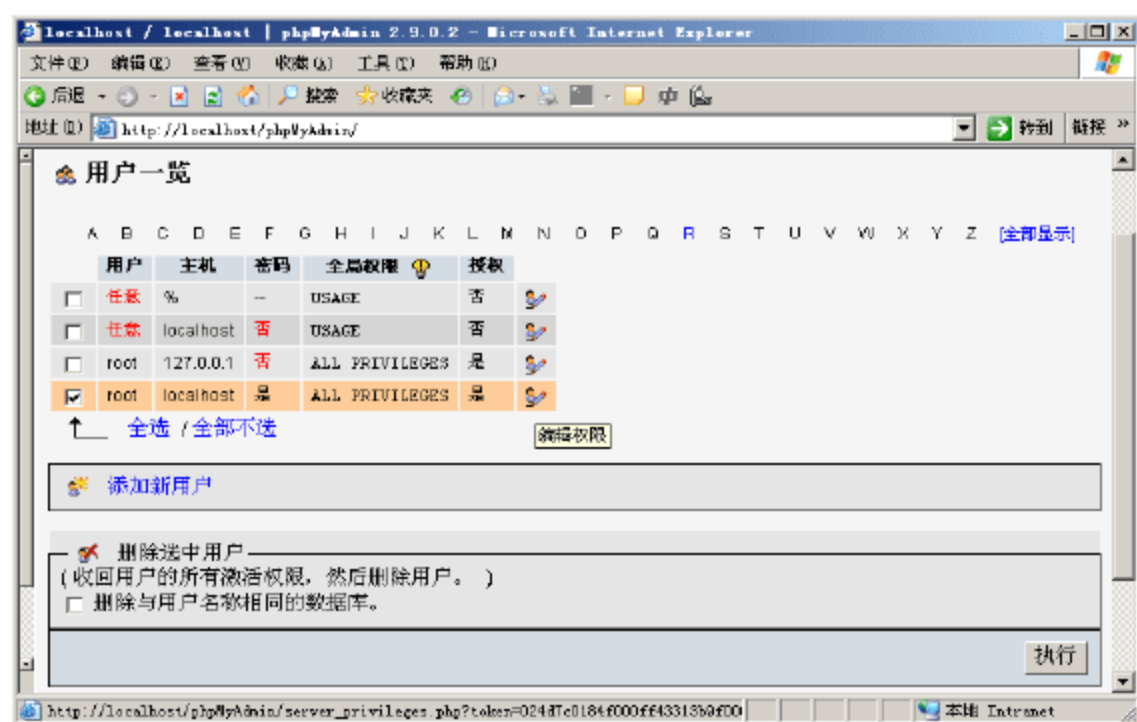 localhost / localhost | phpMyAdmin 2.9.0.2 - Microsoft Internet Explorer
文件(F) 编辑(E) 查看(V) 收藏(A) 工具(T) 帮助(H)
后退 搜索 收藏夹
地址(D) http://localhost/phpMyAdmin/ 转到 链接 »
用户一览
A B C D E F G H I J K L M N O P Q R S T U V W X Y Z [全部显示]
用户 主机 密码 全局权限 授权
任意 % -- USAGE 否
任意 localhost 否 USAGE 否
root 127.0.0.1 否 ALL PRIVILEGES 是
root localhost 是 ALL PRIVILEGES 是
全选 / 全部不选
编辑权限
添加新用户
删除选中用户
(收回用户的所有激活权限，然后删除用户。 )
删除与用户名称相同的数据库。
执行
http://localhost/phpMyAdmin/server_privileges.php?token= 本地 Intranet